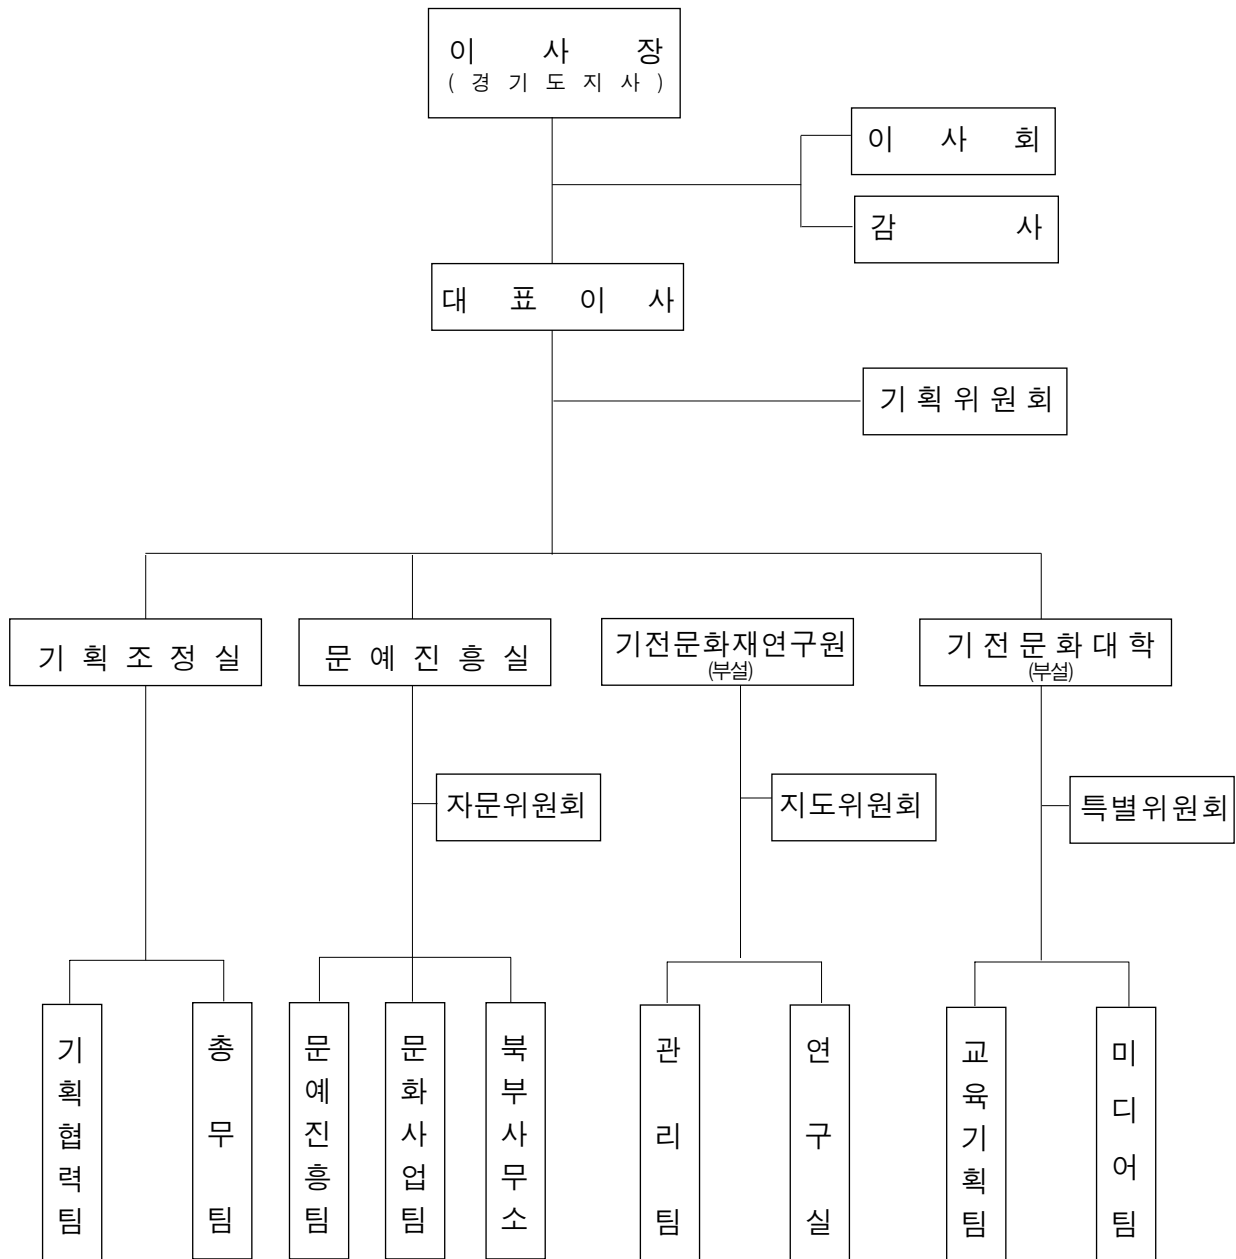 이 사 장
( 경 기 도 지 사 )
이 사 회
감 사
대 표 이 사
기 획 위 원 회
기 획 조 정 실
문 예 진 흥 실
기전문화재연구원
(부설)
기 전 문 화 대 학
(부설)
자문위원회
지도위원회
특별위원회
기획협력팀
총무팀
문예진흥팀
문화사업팀
북부사무소
관리팀
연구실
교육기획팀
미디어팀